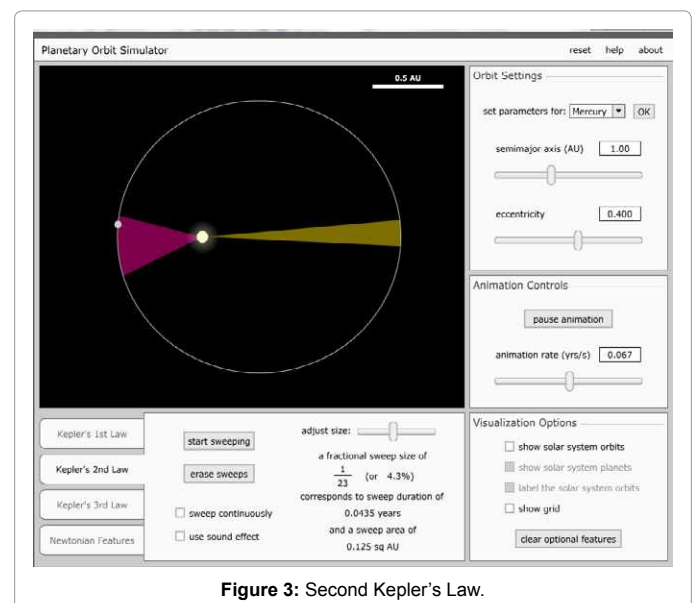 Planetary Orbit Simulator
reset help about
0.5 AU
Orbit Settings
set parameters for: Mercury OK
semimajor axis (AU) 1.00
eccentricity 0.400
Animation Controls
pause animation
animation rate (yrs/s) 0.067
Kepler's 1st Law
Kepler's 2nd Law
Kepler's 3rd Law
Newtonian Features
start sweeping
erase sweeps
sweep continuously
use sound effect
adjust size:
a fractional sweep size of
1
23
(or 4.3%)
corresponds to sweep duration of
0.0435 years
and a sweep area of
0.125 sq AU
Visualization Options
show solar system orbits
show solar system planets
label the solar system orbits
show grid
clear optional features
Figure 3: Second Kepler's Law.